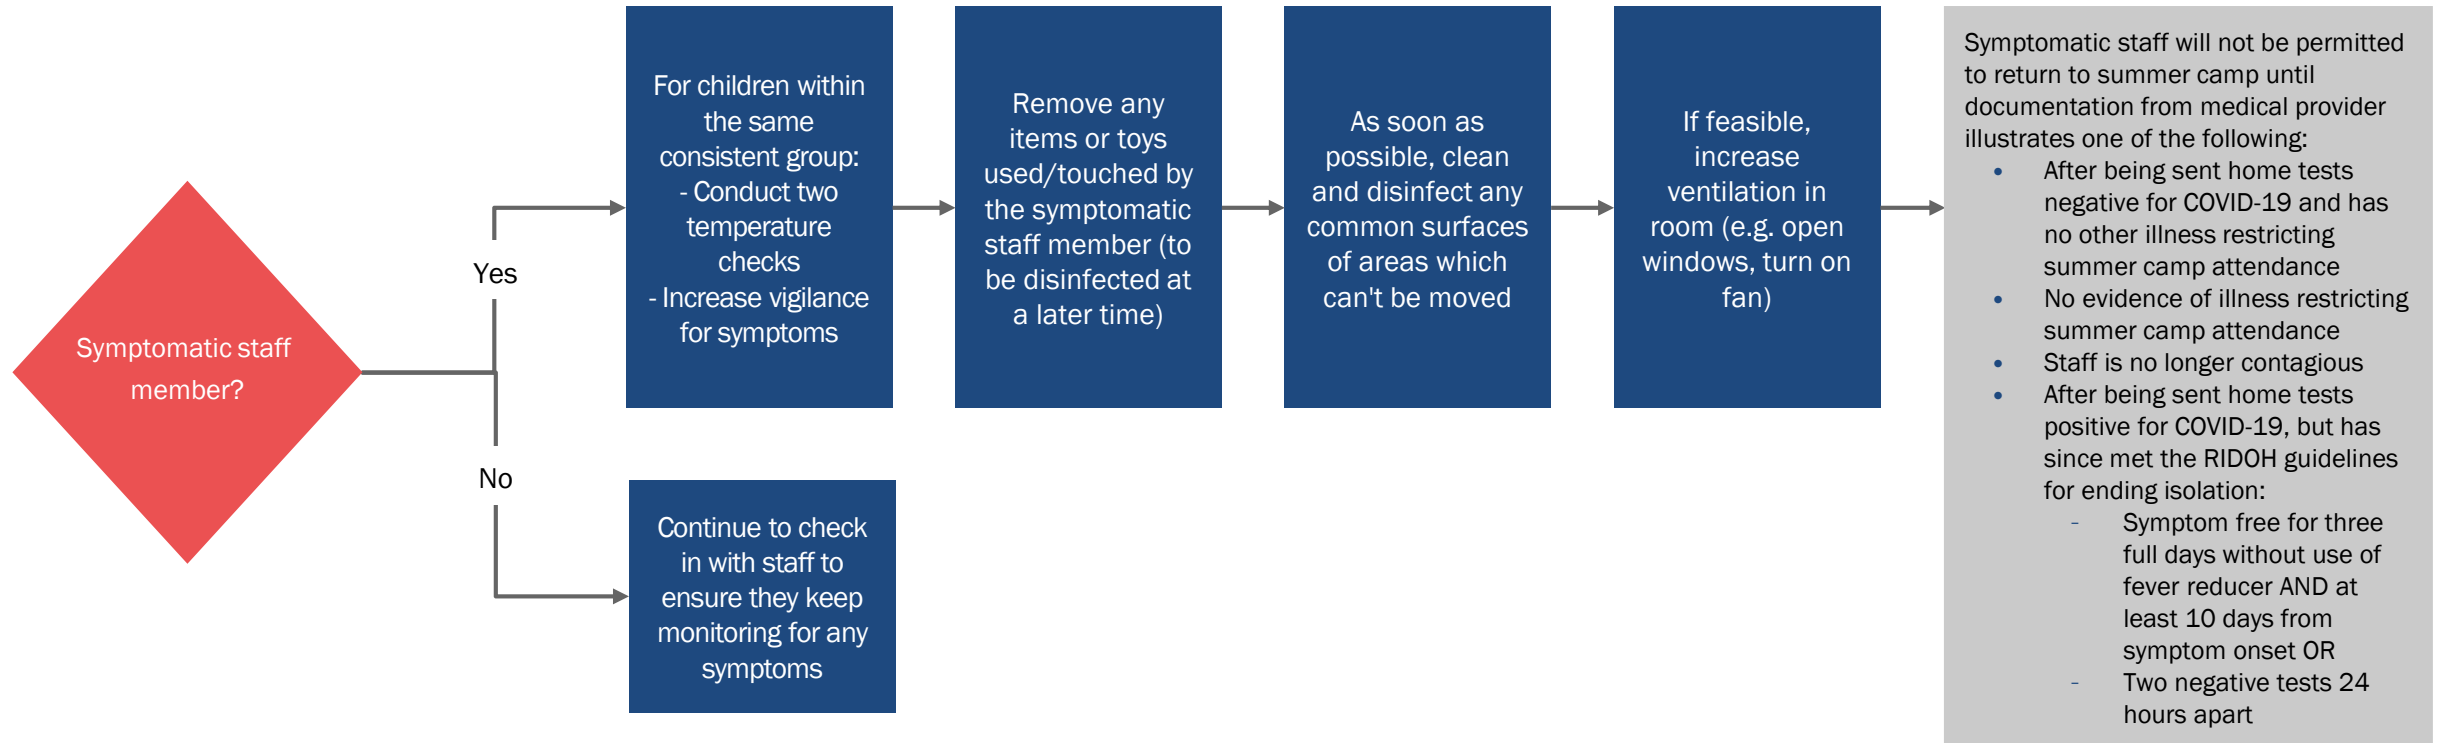 Symptomatic staff
member?
Yes
No
For children within
the same
consistent group:
- Conduct two
temperature
checks
- Increase vigilance
for symptoms
Remove any
items or toys
used/touched by
the symptomatic
staff member (to
be disinfected at
a later time)
As soon as
possible, clean
and disinfect any
common surfaces
of areas which
can't be moved
If feasible,
increase
ventilation in
room (e.g. open
windows, turn on
fan)
Symptomatic staff will not be permitted
to return to summer camp until
documentation from medical provider
illustrates one of the following:
• After being sent home tests
negative for COVID-19 and has
no other illness restricting
summer camp attendance
• No evidence of illness restricting
summer camp attendance
• Staff is no longer contagious
• After being sent home tests
positive for COVID-19, but has
since met the RIDOH guidelines
for ending isolation:
- Symptom free for three
full days without use of
fever reducer AND at
least 10 days from
symptom onset OR
- Two negative tests 24
hours apart
Continue to check
in with staff to
ensure they keep
monitoring for any
symptoms